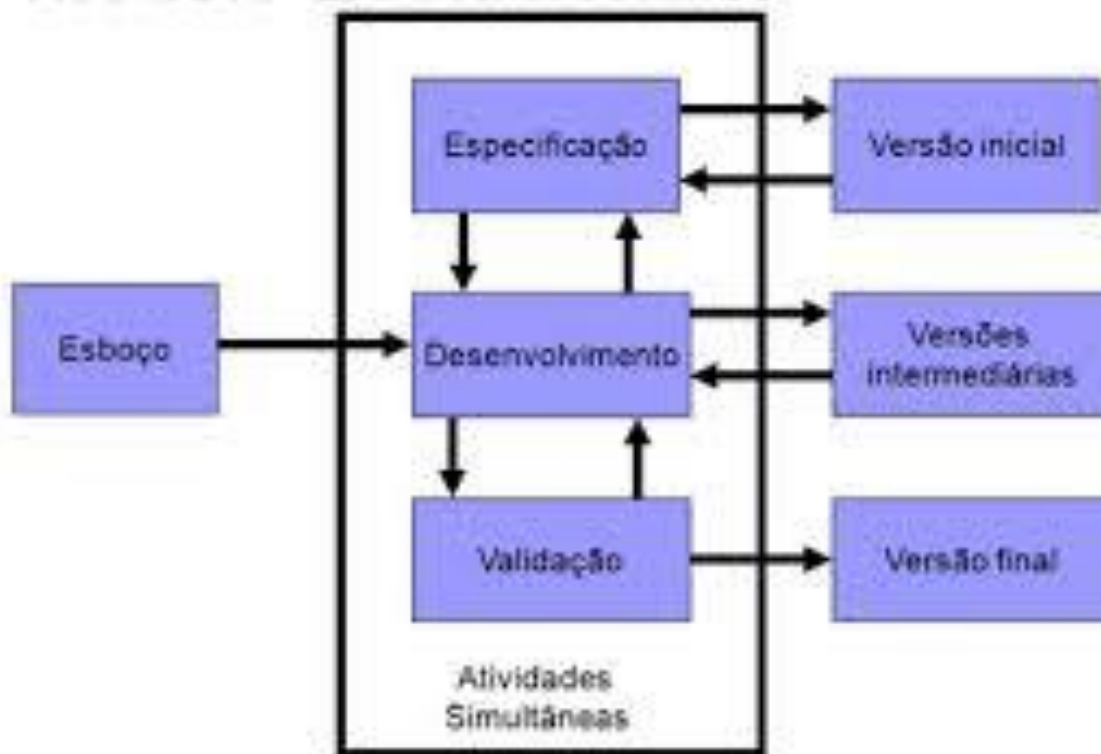 Especificação
Versão inicial
Esboço
Desenvolvimento
Versões
intermediárias
Validação
Versão final
Atividades
Simultâneas